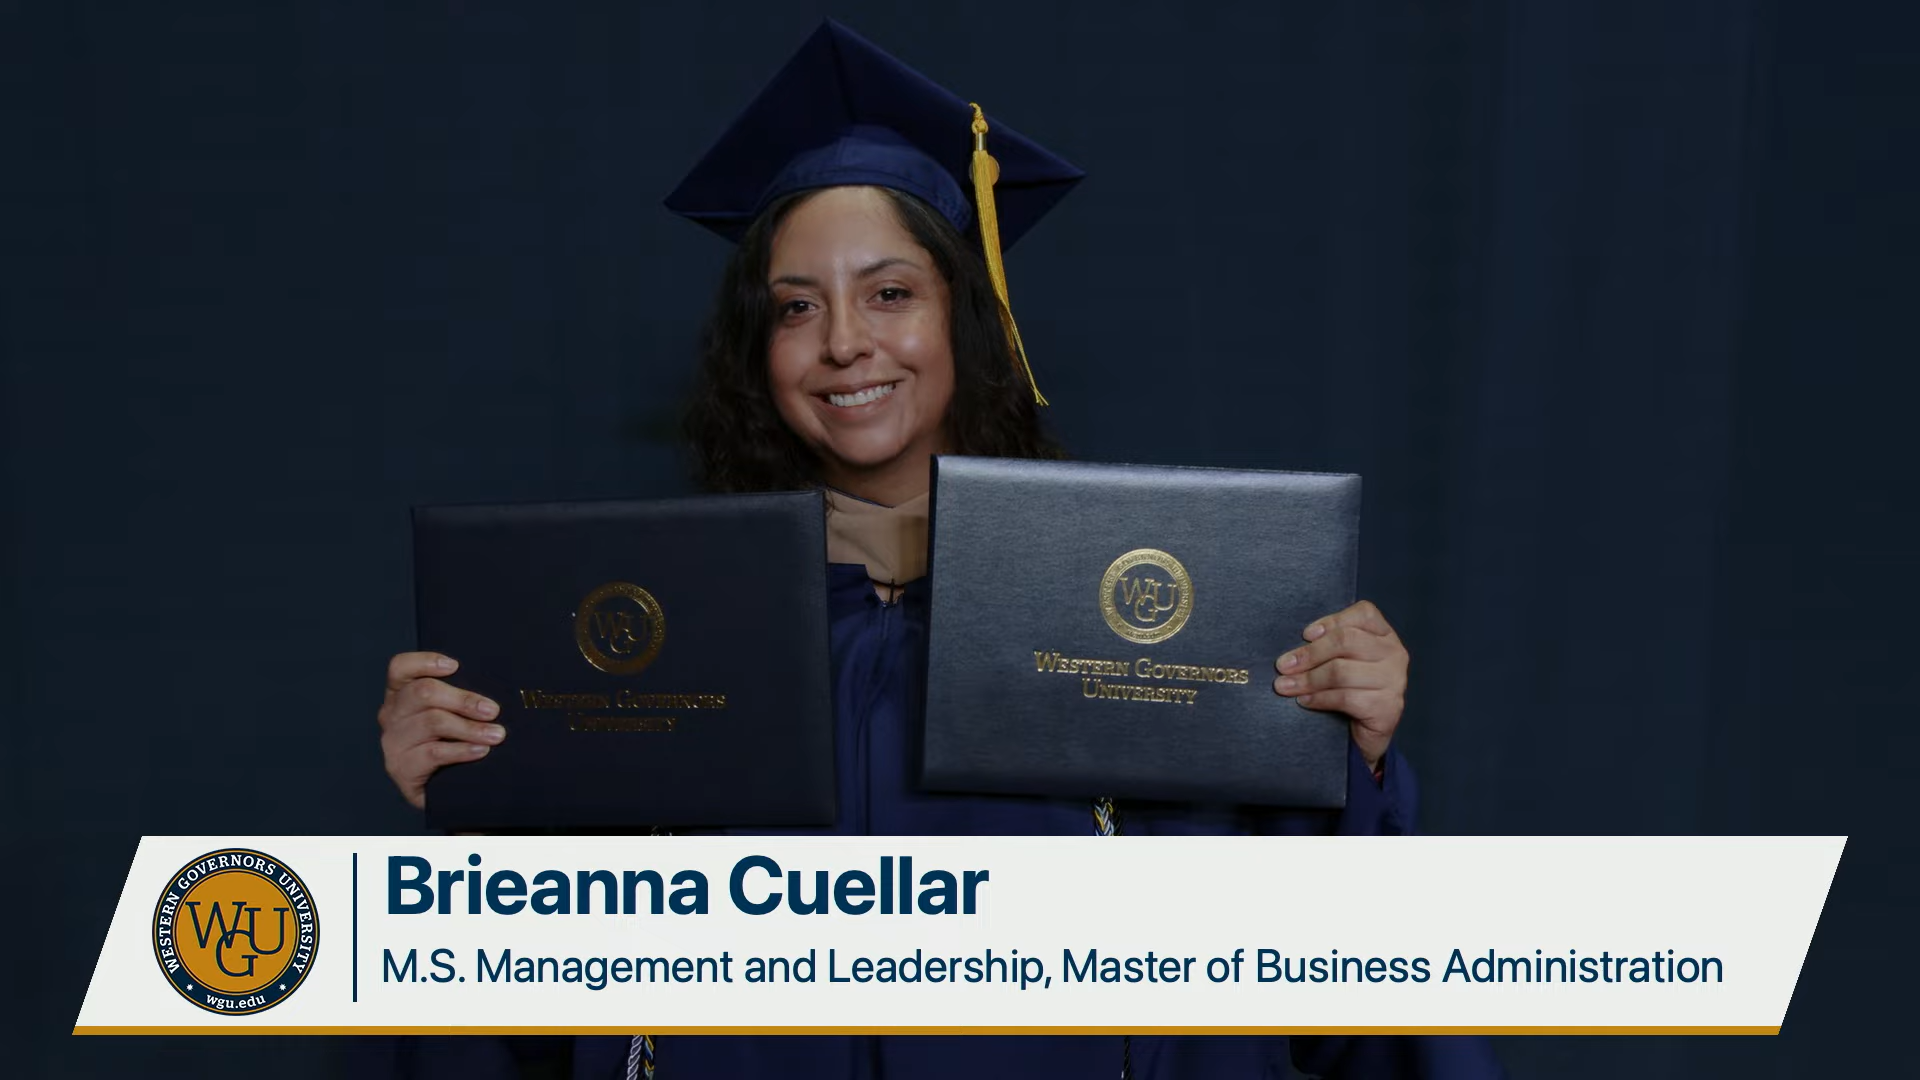 WGU
WESTERN GOVERNORS
UNIVERSITY
WGU
WESTERN GOVERNORS
UNIVERSITY
WESTERN GOVERNORS UNIVERSITY
WGU
wgu.edu
Brieanna Cuellar
M.S. Management and Leadership, Master of Business Administration